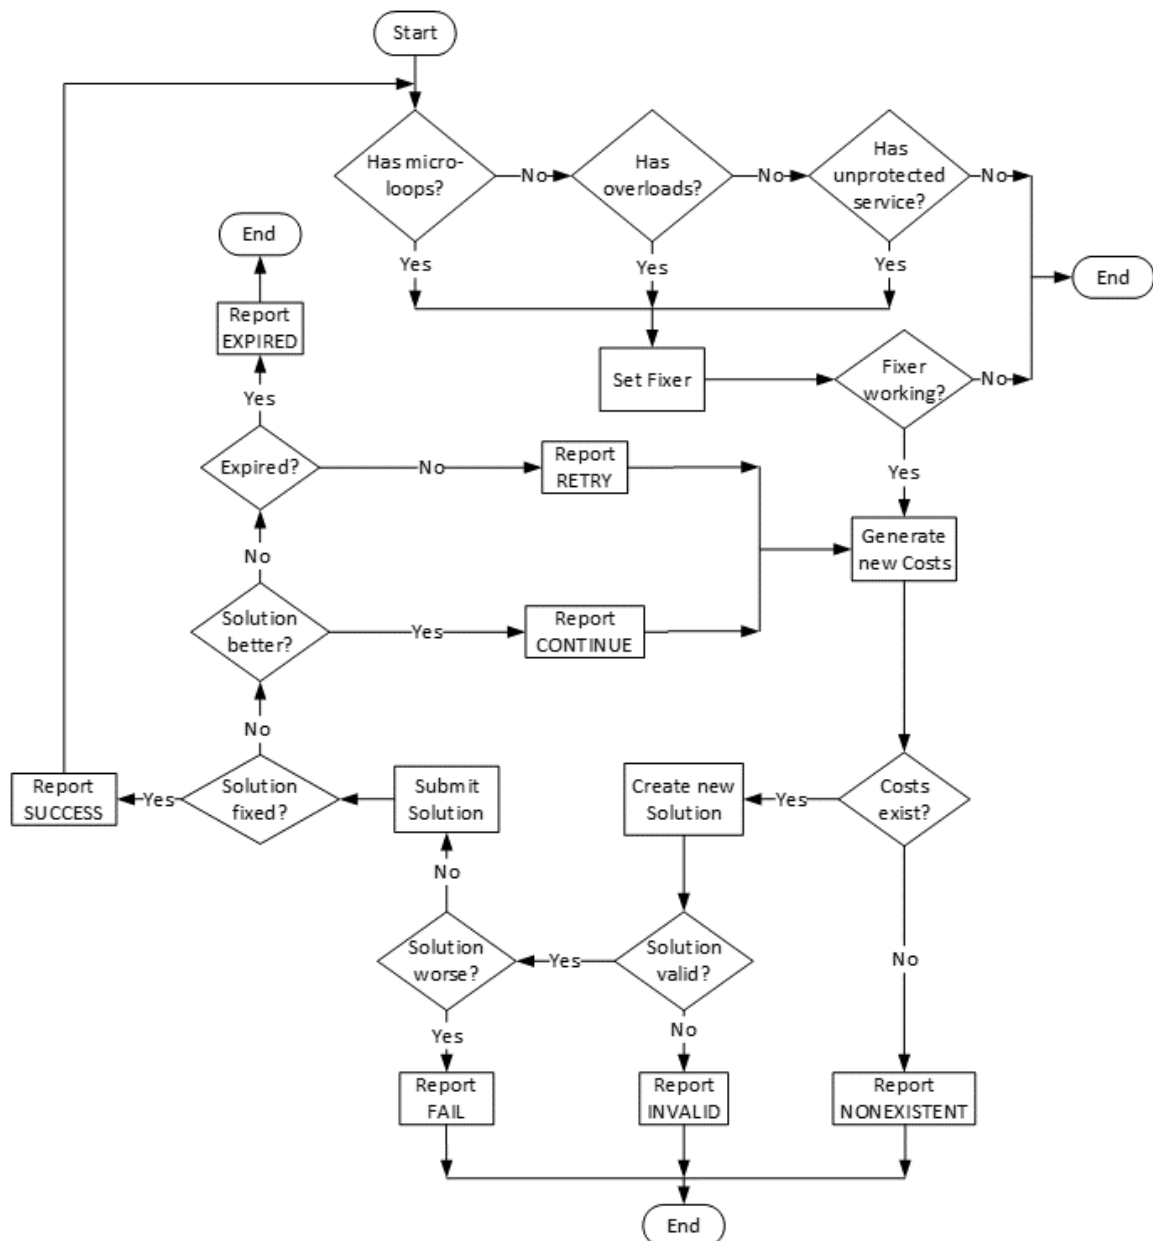 Start
Has micro-
loops?
No
Has
overloads?
No
Has
unprotected
service?
No
Yes
Yes
Yes
End
End
Report
EXPIRED
Set Fixer
Fixer
working?
No
Yes
Expired?
No
Report
RETRY
Yes
Generate
new Costs
No
Solution
better?
Yes
Report
CONTINUE
No
Report
SUCCESS
Yes
Solution
fixed?
Submit
Solution
Create new
Solution
Yes
Costs
exist?
No
Solution
worse?
Yes
Solution
valid?
No
Yes
No
Report
FAIL
Report
INVALID
Report
NONEXISTENT
End